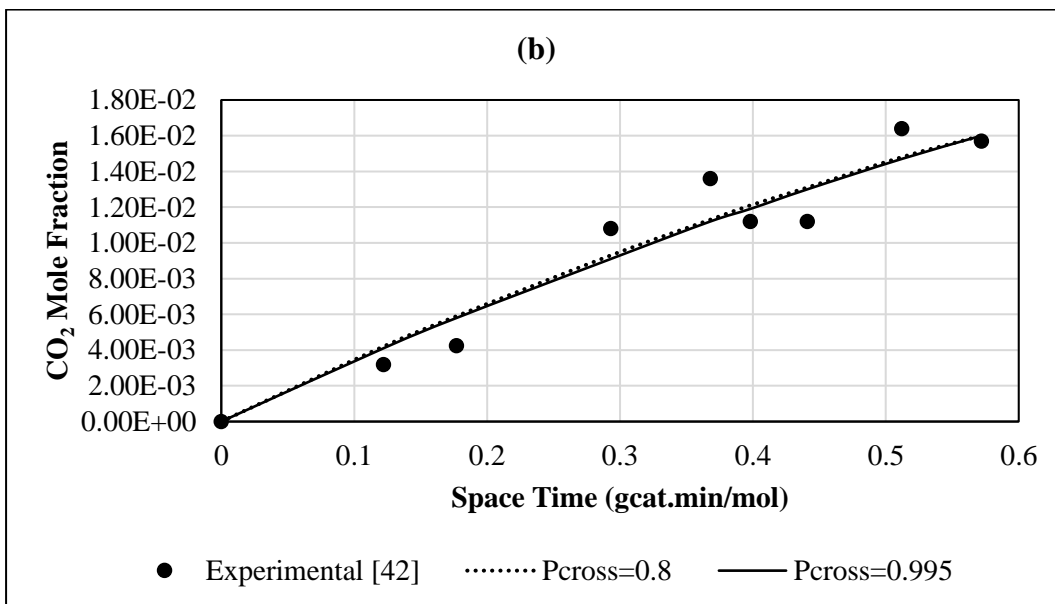 (b)
1.80E-02
1.60E-02
1.40E-02
1.20E-02
1.00E-02
8.00E-03
6.00E-03
4.00E-03
2.00E-03
0.00E+00
CO₂ Mole Fraction
0 0.1 0.2 0.3 0.4 0.5 0.6
Space Time (gcat.min/mol)
Experimental [42] Pcross=0.8 Pcross=0.995